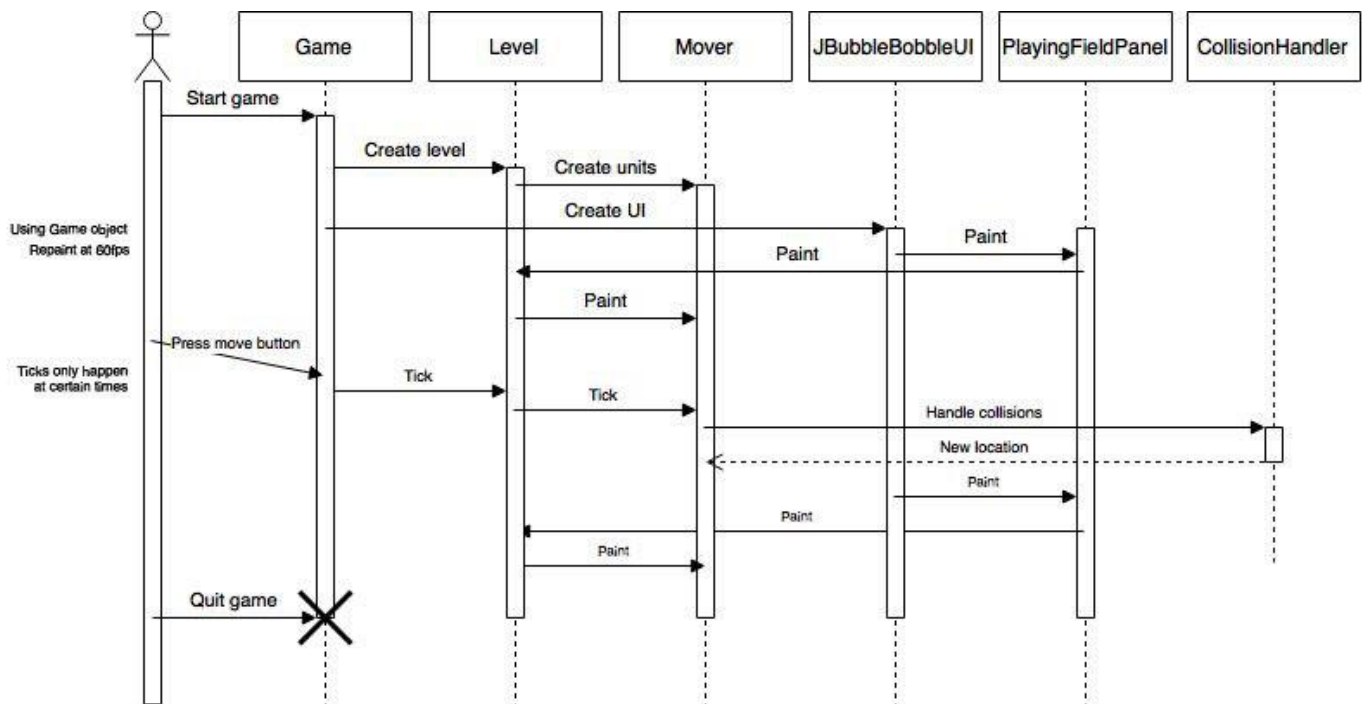 Game
Level
Mover
JBubbleBobbleUI
PlayingFieldPanel
CollisionHandler
Start game
Create level
Create units
Create UI
Using Game object
Repaint at 60fps
Paint
Paint
Paint
Press move button
Ticks only happen
at certain times
Tick
Tick
Handle collisions
New location
Paint
Paint
Paint
Quit game